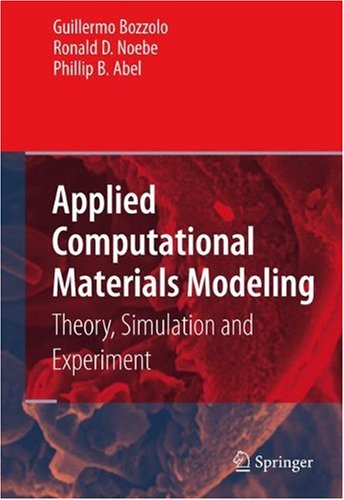 Guillermo Bozzolo
Ronald D. Noebe
Phillip B. Abel
Applied
Computational
Materials Modeling
Theory, Simulation and
Experiment
Springer